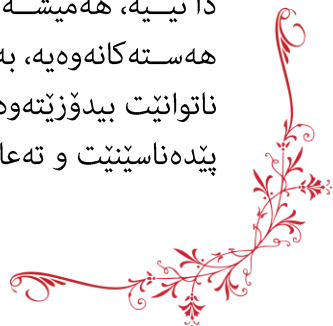 دا نییە، هەمیشە
هەستەکانەوەیە، بە
ناتوانێت بیدۆزێتەوە
پێدەناسێنێت و تەعا